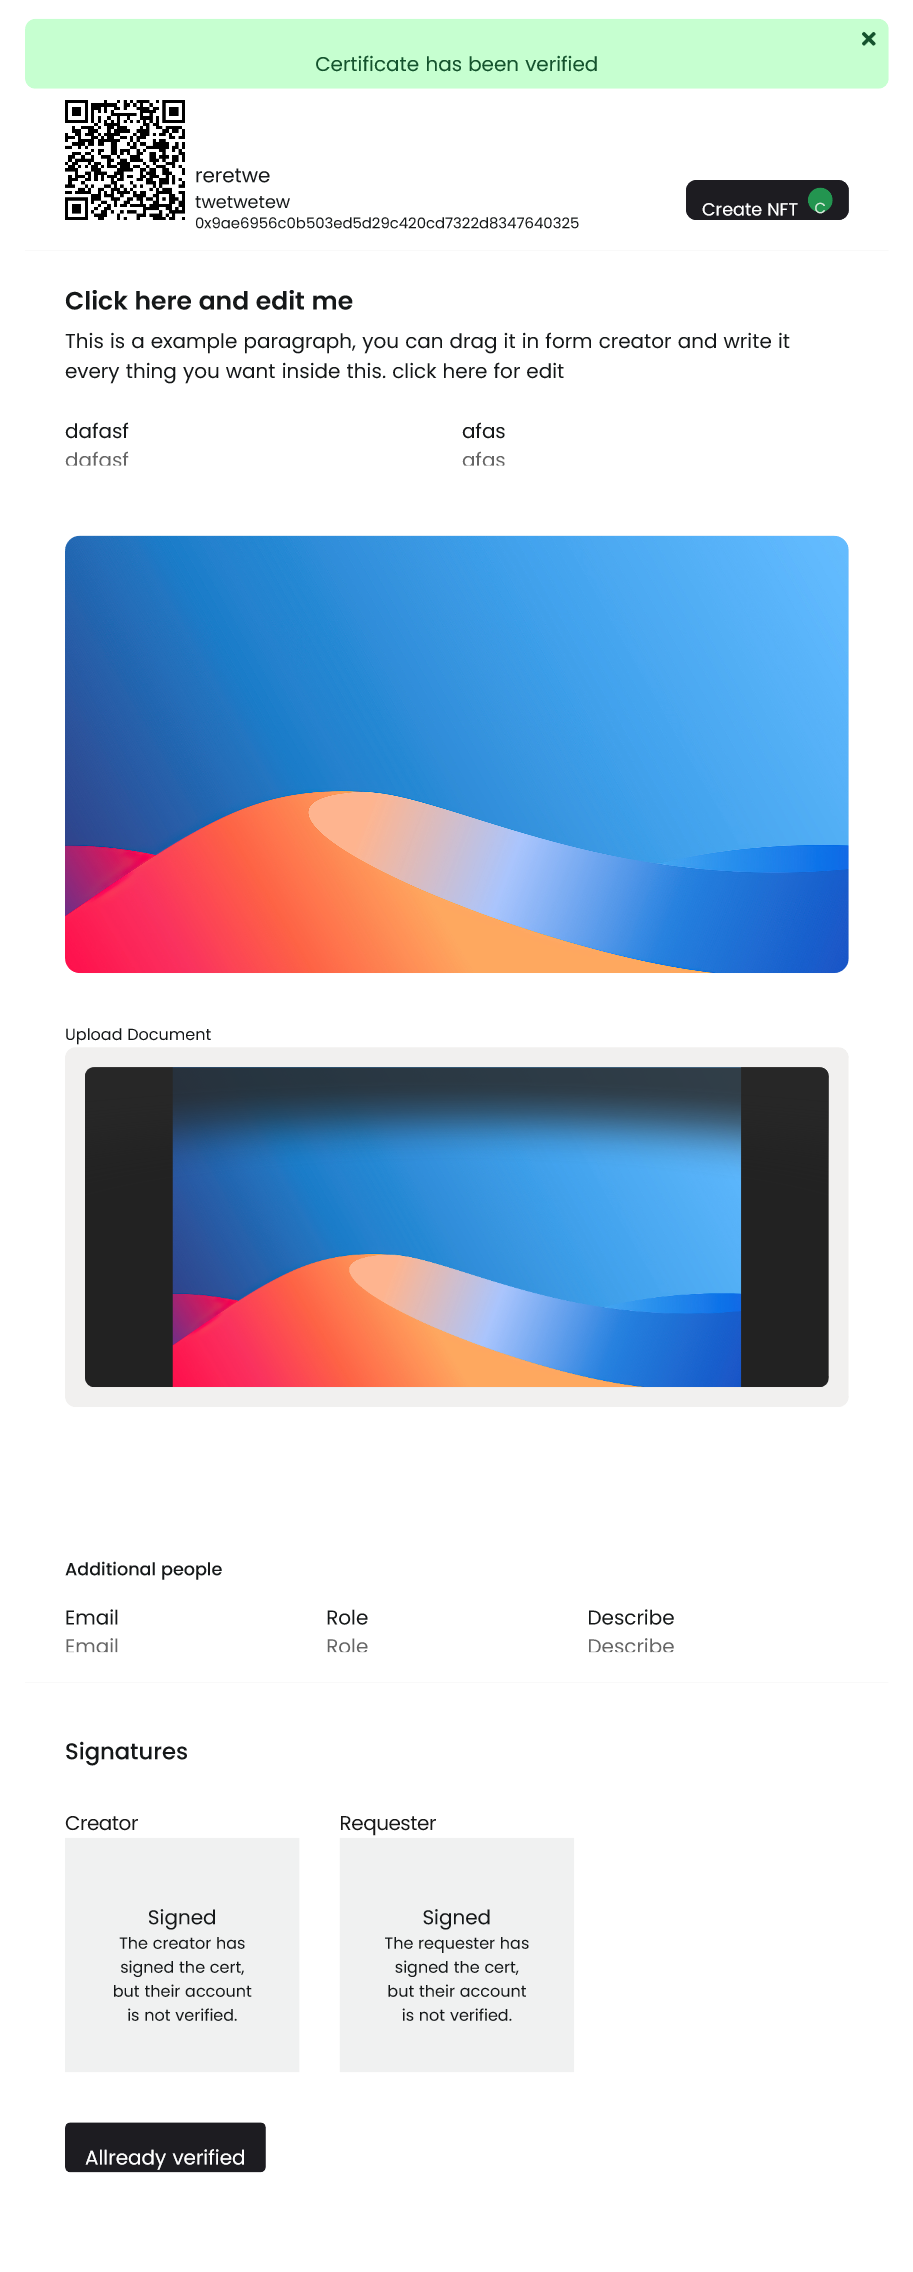 Certificate has been verified
reretwe
twetwetew
0x9ae6956c0b503ed5d29c420cd7322d8347640325
Create NFT C
Click here and edit me
This is a example paragraph, you can drag it in form creator and write it
every thing you want inside this. click here for edit
dafasf afas
dafasf afas
Upload Document
Additional people
Email Role Describe
Email Role Describe
Signatures
Creator
Signed
The creator has
signed the cert,
but their account
is not verified.
Requester
Signed
The requester has
signed the cert,
but their account
is not verified.
Allready verified